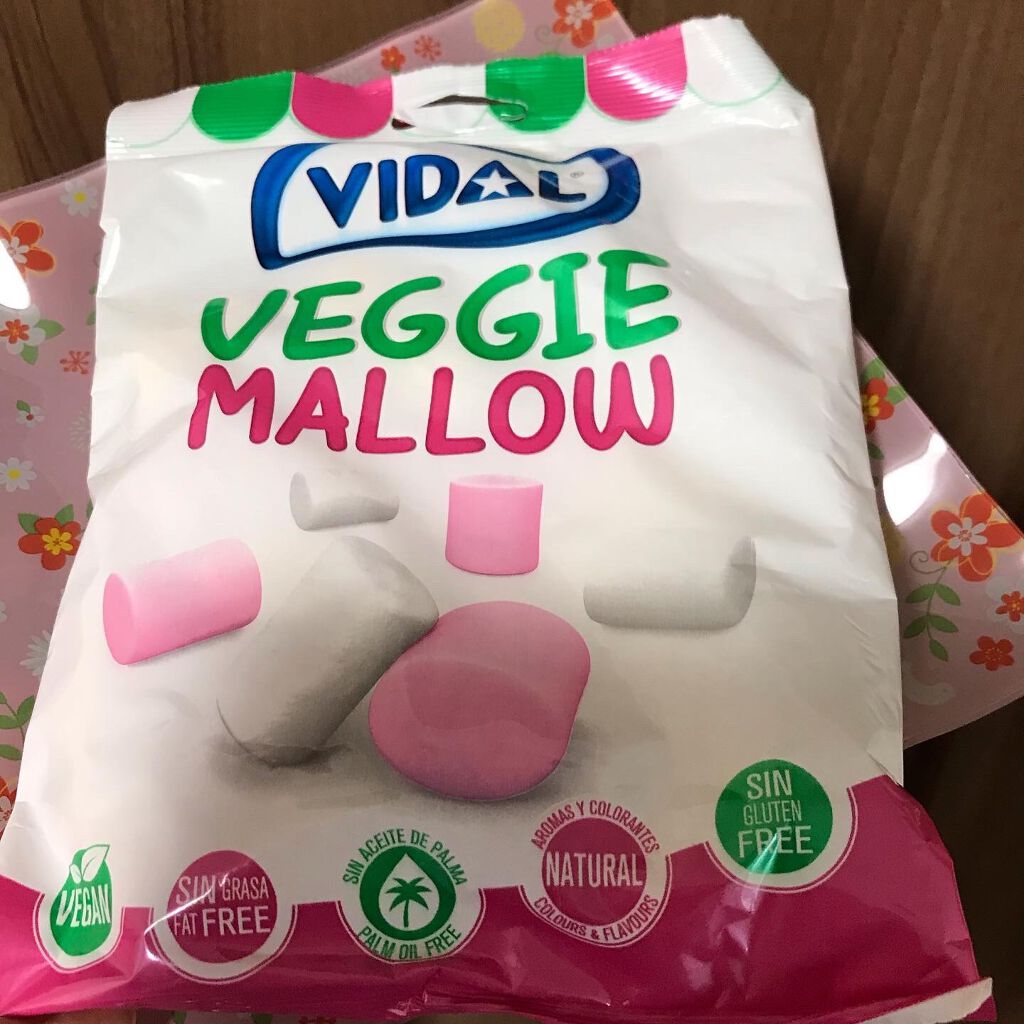 VIDAL®
VEGGIE
MALLOW
VEGAN
SIN GRASA
FAT FREE
SIN ACEITE DE PALMA
PALM OIL FREE
AROMAS Y COLORANTES
NATURAL
COLOURS & FLAVOURS
SIN
GLUTEN
FREE